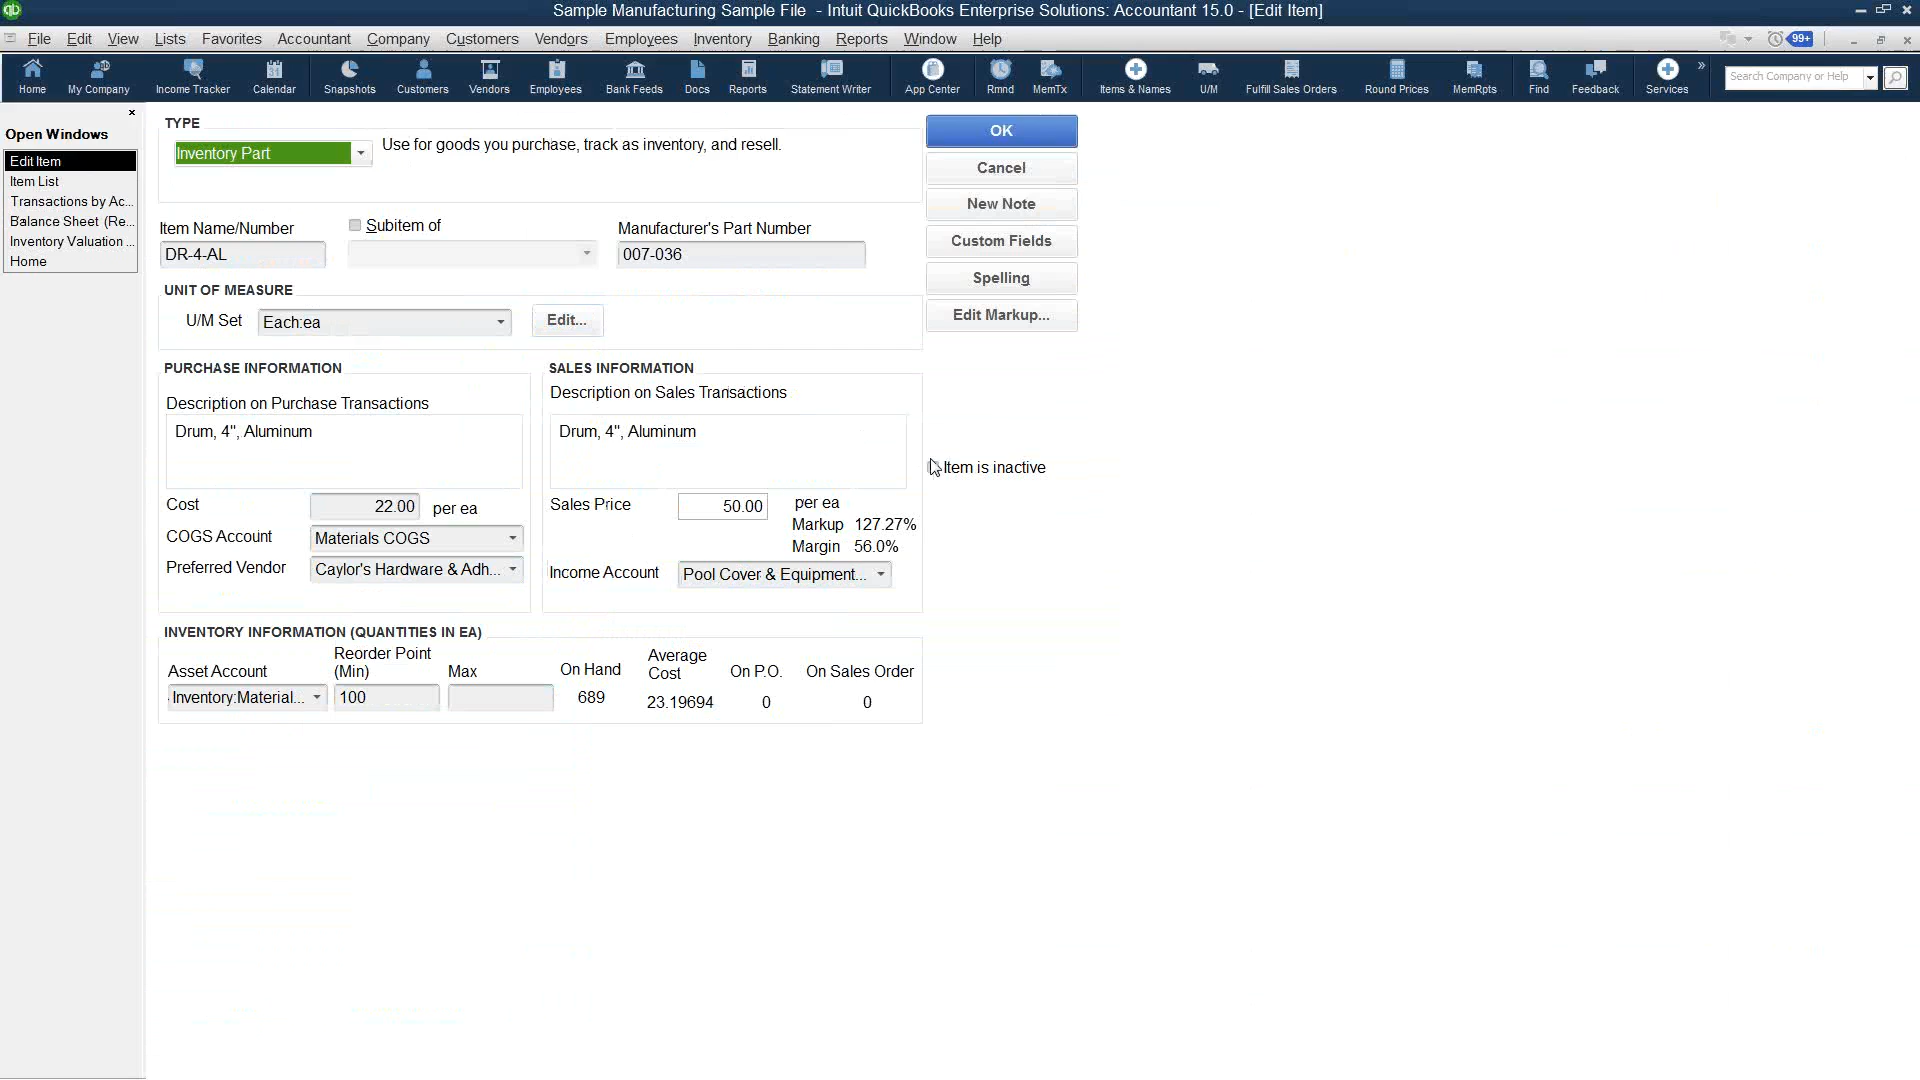 Sample Manufacturing Sample File - Intuit QuickBooks Enterprise Solutions: Accountant 15.0 - [Edit Item]
File Edit View Lists Favorites Accountant Company Customers Vendors Employees Inventory Banking Reports Window Help
99+
Home My Company Income Tracker Calendar Snapshots Customers Vendors Employees Bank Feeds Docs Reports Statement Writer App Center Rmnd MemTx Items & Names U/M Fulfill Sales Orders Round Prices MemRpts Find Feedback Services
Search Company or Help
Open Windows
Edit Item
Item List
Transactions by Ac...
Balance Sheet (Re...
Inventory Valuation ...
Home
TYPE
Inventory Part
Use for goods you purchase, track as inventory, and resell.
OK
Cancel
New Note
Custom Fields
Spelling
Edit Markup...
Item Name/Number
Subitem of
Manufacturer's Part Number
DR-4-AL
007-036
UNIT OF MEASURE
U/M Set Each:ea Edit...
PURCHASE INFORMATION
Description on Purchase Transactions
Drum, 4", Aluminum
Cost 22.00 per ea
COGS Account Materials COGS
Preferred Vendor Caylor's Hardware & Adh...
SALES INFORMATION
Description on Sales Transactions
Drum, 4", Aluminum
Sales Price 50.00 per ea
Markup 127.27%
Margin 56.0%
Income Account Pool Cover & Equipment...
Item is inactive
INVENTORY INFORMATION (QUANTITIES IN EA)
Asset Account
Reorder Point
(Min)
Max
On Hand
Average
Cost
On P.O.
On Sales Order
Inventory:Material... 100 689 23.19694 0 0